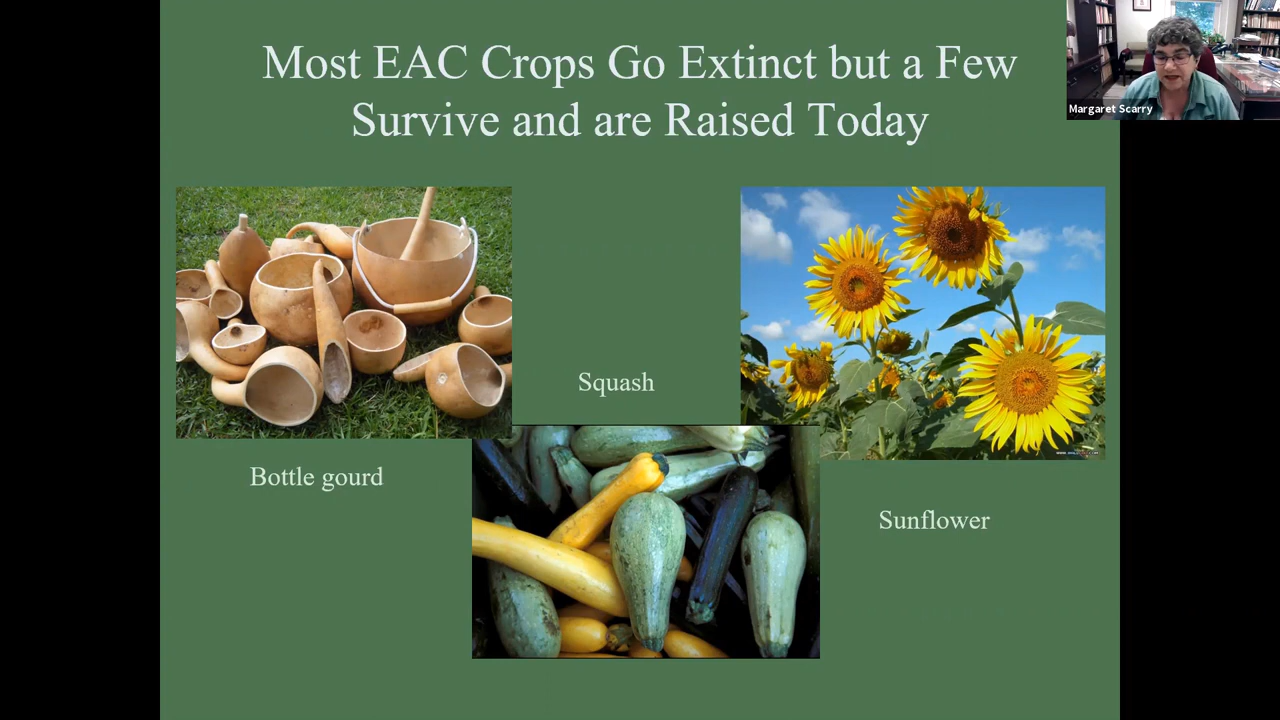 Most EAC Crops Go Extinct but a Few
Survive and are Raised Today
Margaret Scarry
Squash
Bottle gourd
Sunflower